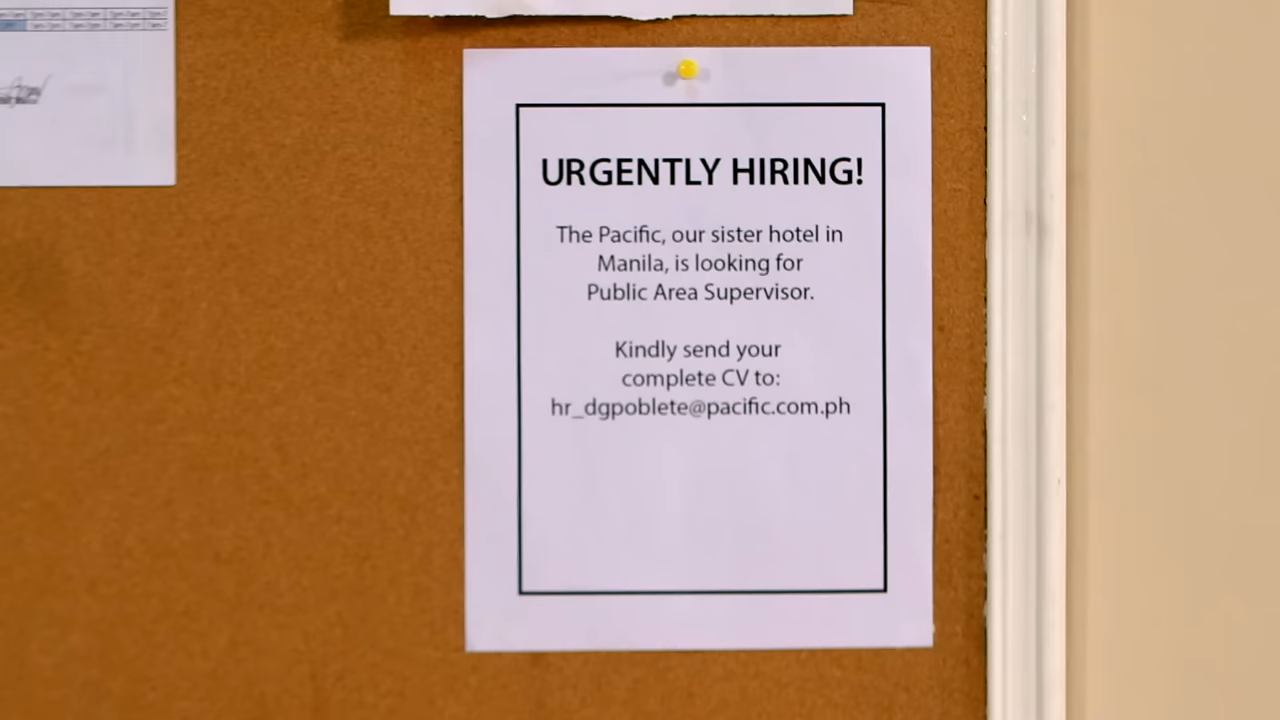 URGENTLY HIRING!
The Pacific, our sister hotel in
Manila, is looking for
Public Area Supervisor.
Kindly send your
complete CV to:
hr_dgpoblete@pacific.com.ph